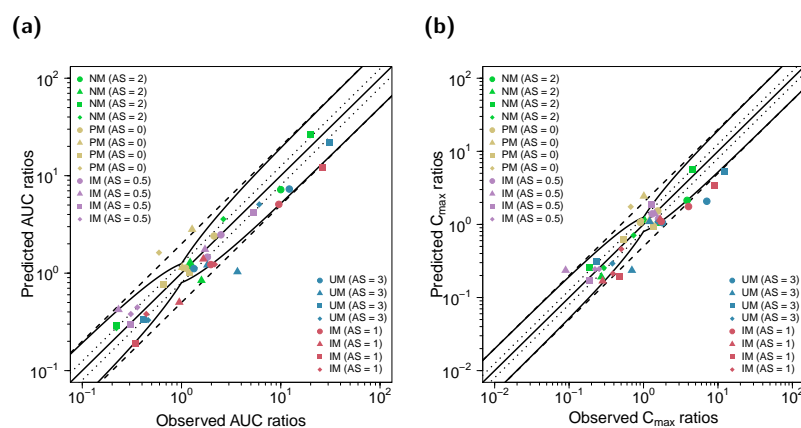 (a)
(b)
NM (AS = 2)
NM (AS = 2)
NM (AS = 2)
NM (AS = 2)
PM (AS = 0)
PM (AS = 0)
PM (AS = 0)
PM (AS = 0)
IM (AS = 0.5)
IM (AS = 0.5)
IM (AS = 0.5)
IM (AS = 0.5)
UM (AS = 3)
UM (AS = 3)
UM (AS = 3)
UM (AS = 3)
IM (AS = 1)
IM (AS = 1)
IM (AS = 1)
IM (AS = 1)
Predicted AUC ratios
10²
10¹
10⁰
10⁻¹
10⁻¹ 10⁰ 10¹ 10²
Observed AUC ratios
NM (AS = 2)
NM (AS = 2)
NM (AS = 2)
NM (AS = 2)
PM (AS = 0)
PM (AS = 0)
PM (AS = 0)
PM (AS = 0)
IM (AS = 0.5)
IM (AS = 0.5)
IM (AS = 0.5)
IM (AS = 0.5)
UM (AS = 3)
UM (AS = 3)
UM (AS = 3)
UM (AS = 3)
IM (AS = 1)
IM (AS = 1)
IM (AS = 1)
IM (AS = 1)
Predicted Cmax ratios
10²
10¹
10⁰
10⁻¹
10⁻²
10⁻² 10⁻¹ 10⁰ 10¹ 10²
Observed Cmax ratios